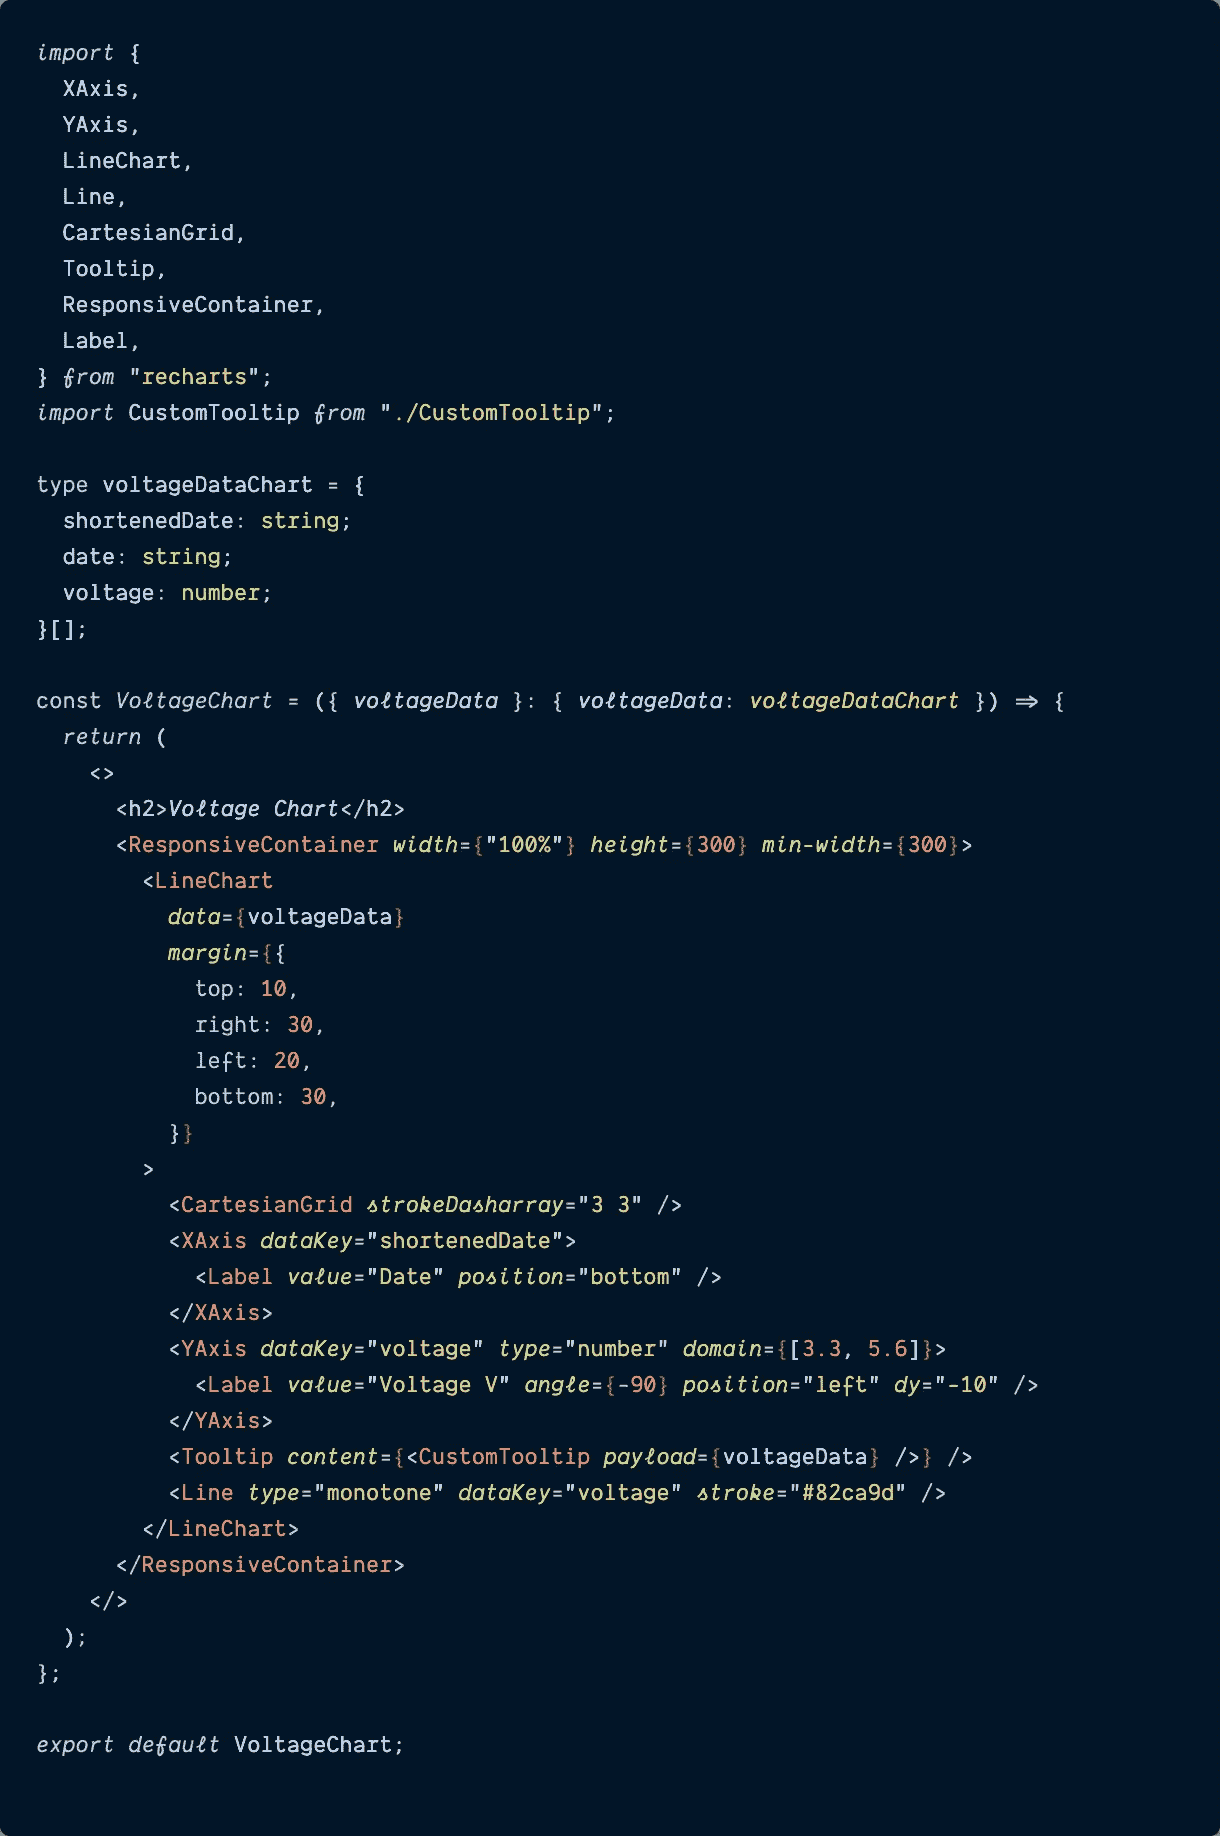 import {
  XAxis,
  YAxis,
  LineChart,
  Line,
  CartesianGrid,
  Tooltip,
  ResponsiveContainer,
  Label,
} from "recharts";
import CustomTooltip from "./CustomTooltip";

type voltageDataChart = {
  shortenedDate: string;
  date: string;
  voltage: number;
}[];

const VoltageChart = ({ voltageData }: { voltageData: voltageDataChart }) => {
  return (
    <>
      <h2>Voltage Chart</h2>
      <ResponsiveContainer width={"100%"} height={300} min-width={300}>
        <LineChart
          data={voltageData}
          margin={{
            top: 10,
            right: 30,
            left: 20,
            bottom: 30,
          }}
        >
          <CartesianGrid strokeDasharray="3 3" />
          <XAxis dataKey="shortenedDate">
            <Label value="Date" position="bottom" />
          </XAxis>
          <YAxis dataKey="voltage" type="number" domain={[3.3, 5.6]}>
            <Label value="Voltage V" angle={-90} position="left" dy="-10" />
          </YAxis>
          <Tooltip content={<CustomTooltip payload={voltageData} />} />
          <Line type="monotone" dataKey="voltage" stroke="#82ca9d" />
        </LineChart>
      </ResponsiveContainer>
    </>
  );
};

export default VoltageChart;